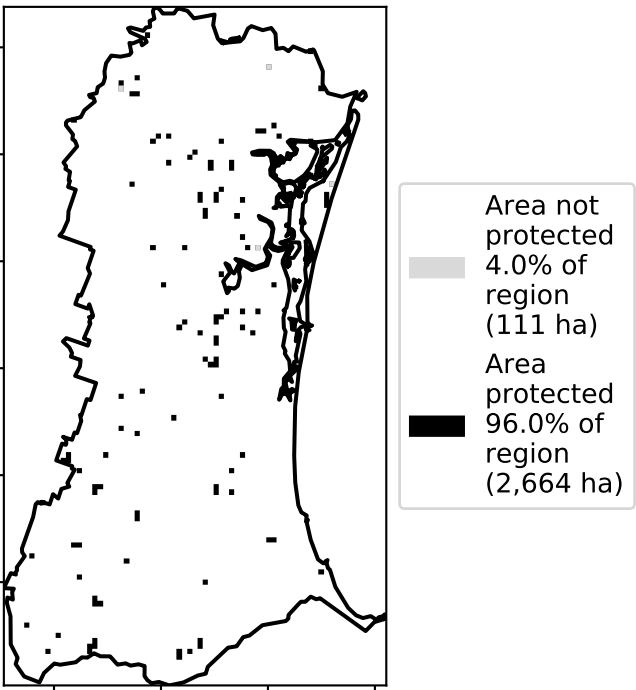 Area not
protected
4.0% of
region
(111 ha)
Area
protected
96.0% of
region
(2,664 ha)